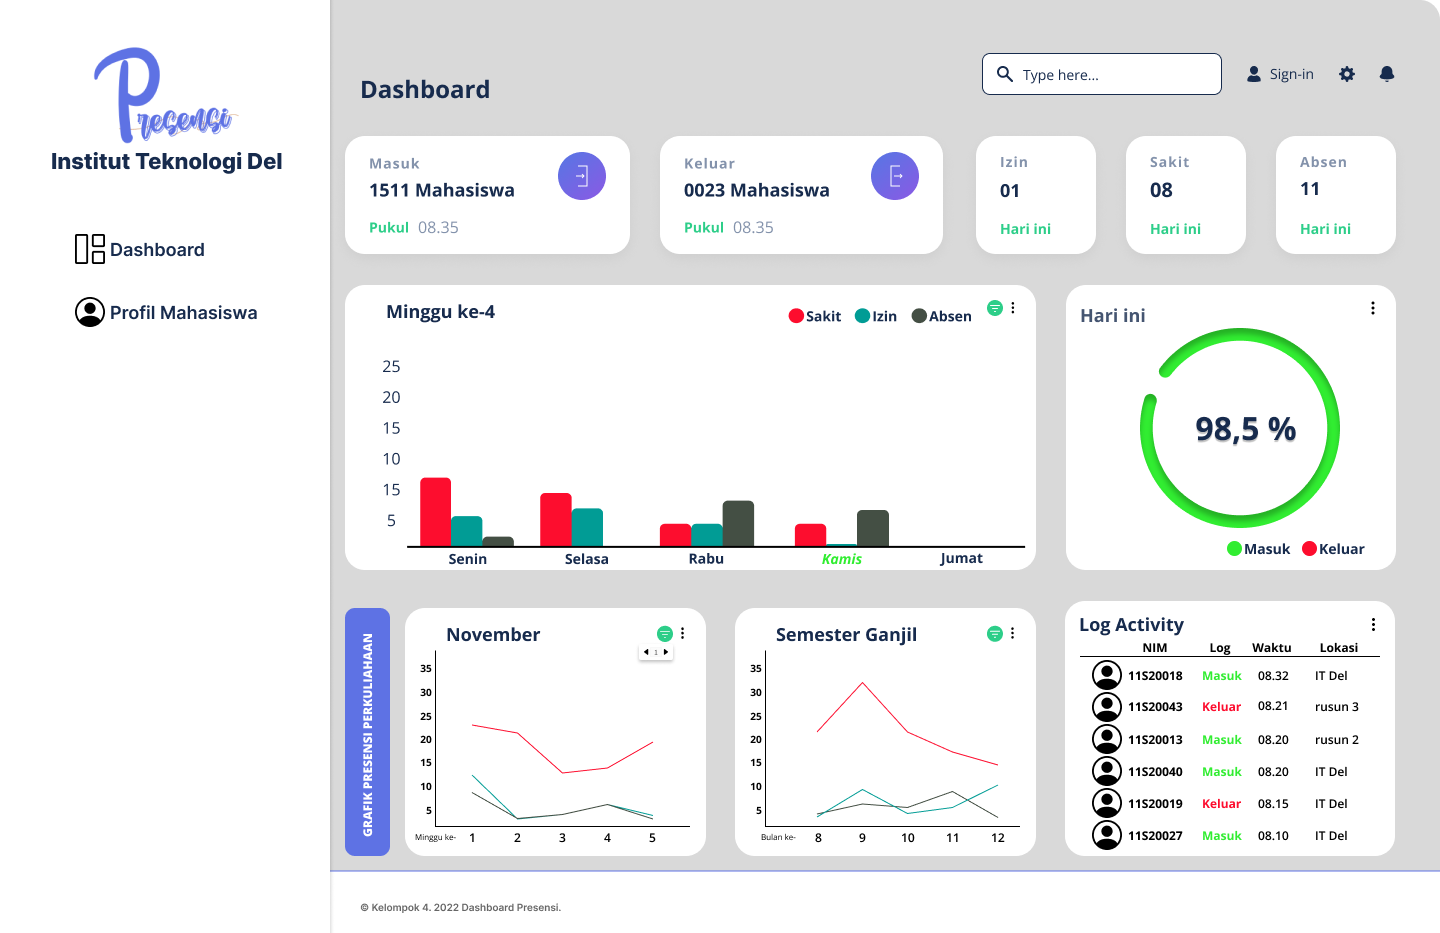 Presensi
Institut Teknologi Del
Dashboard
Profil Mahasiswa
Dashboard
Type here...
Sign-in
Masuk
1511 Mahasiswa
Pukul 08.35
Keluar
0023 Mahasiswa
Pukul 08.35
Izin
01
Hari ini
Sakit
08
Hari ini
Absen
11
Hari ini
Minggu ke-4
Sakit Izin Absen
25
20
15
10
15
5
Senin Selasa Rabu Kamis Jumat
Hari ini
98,5 %
Masuk Keluar
GRAFIK PRESENSI PERKULIAHAAN
November
1
35
30
25
20
15
10
5
Minggu ke- 1 2 3 4 5
Semester Ganjil
35
30
25
20
15
10
5
Bulan ke- 8 9 10 11 12
Log Activity
NIM Log Waktu Lokasi
11S20018 Masuk 08.32 IT Del
11S20043 Keluar 08.21 rusun 3
11S20013 Masuk 08.20 rusun 2
11S20040 Masuk 08.20 IT Del
11S20019 Keluar 08.15 IT Del
11S20027 Masuk 08.10 IT Del
© Kelompok 4. 2022 Dashboard Presensi.